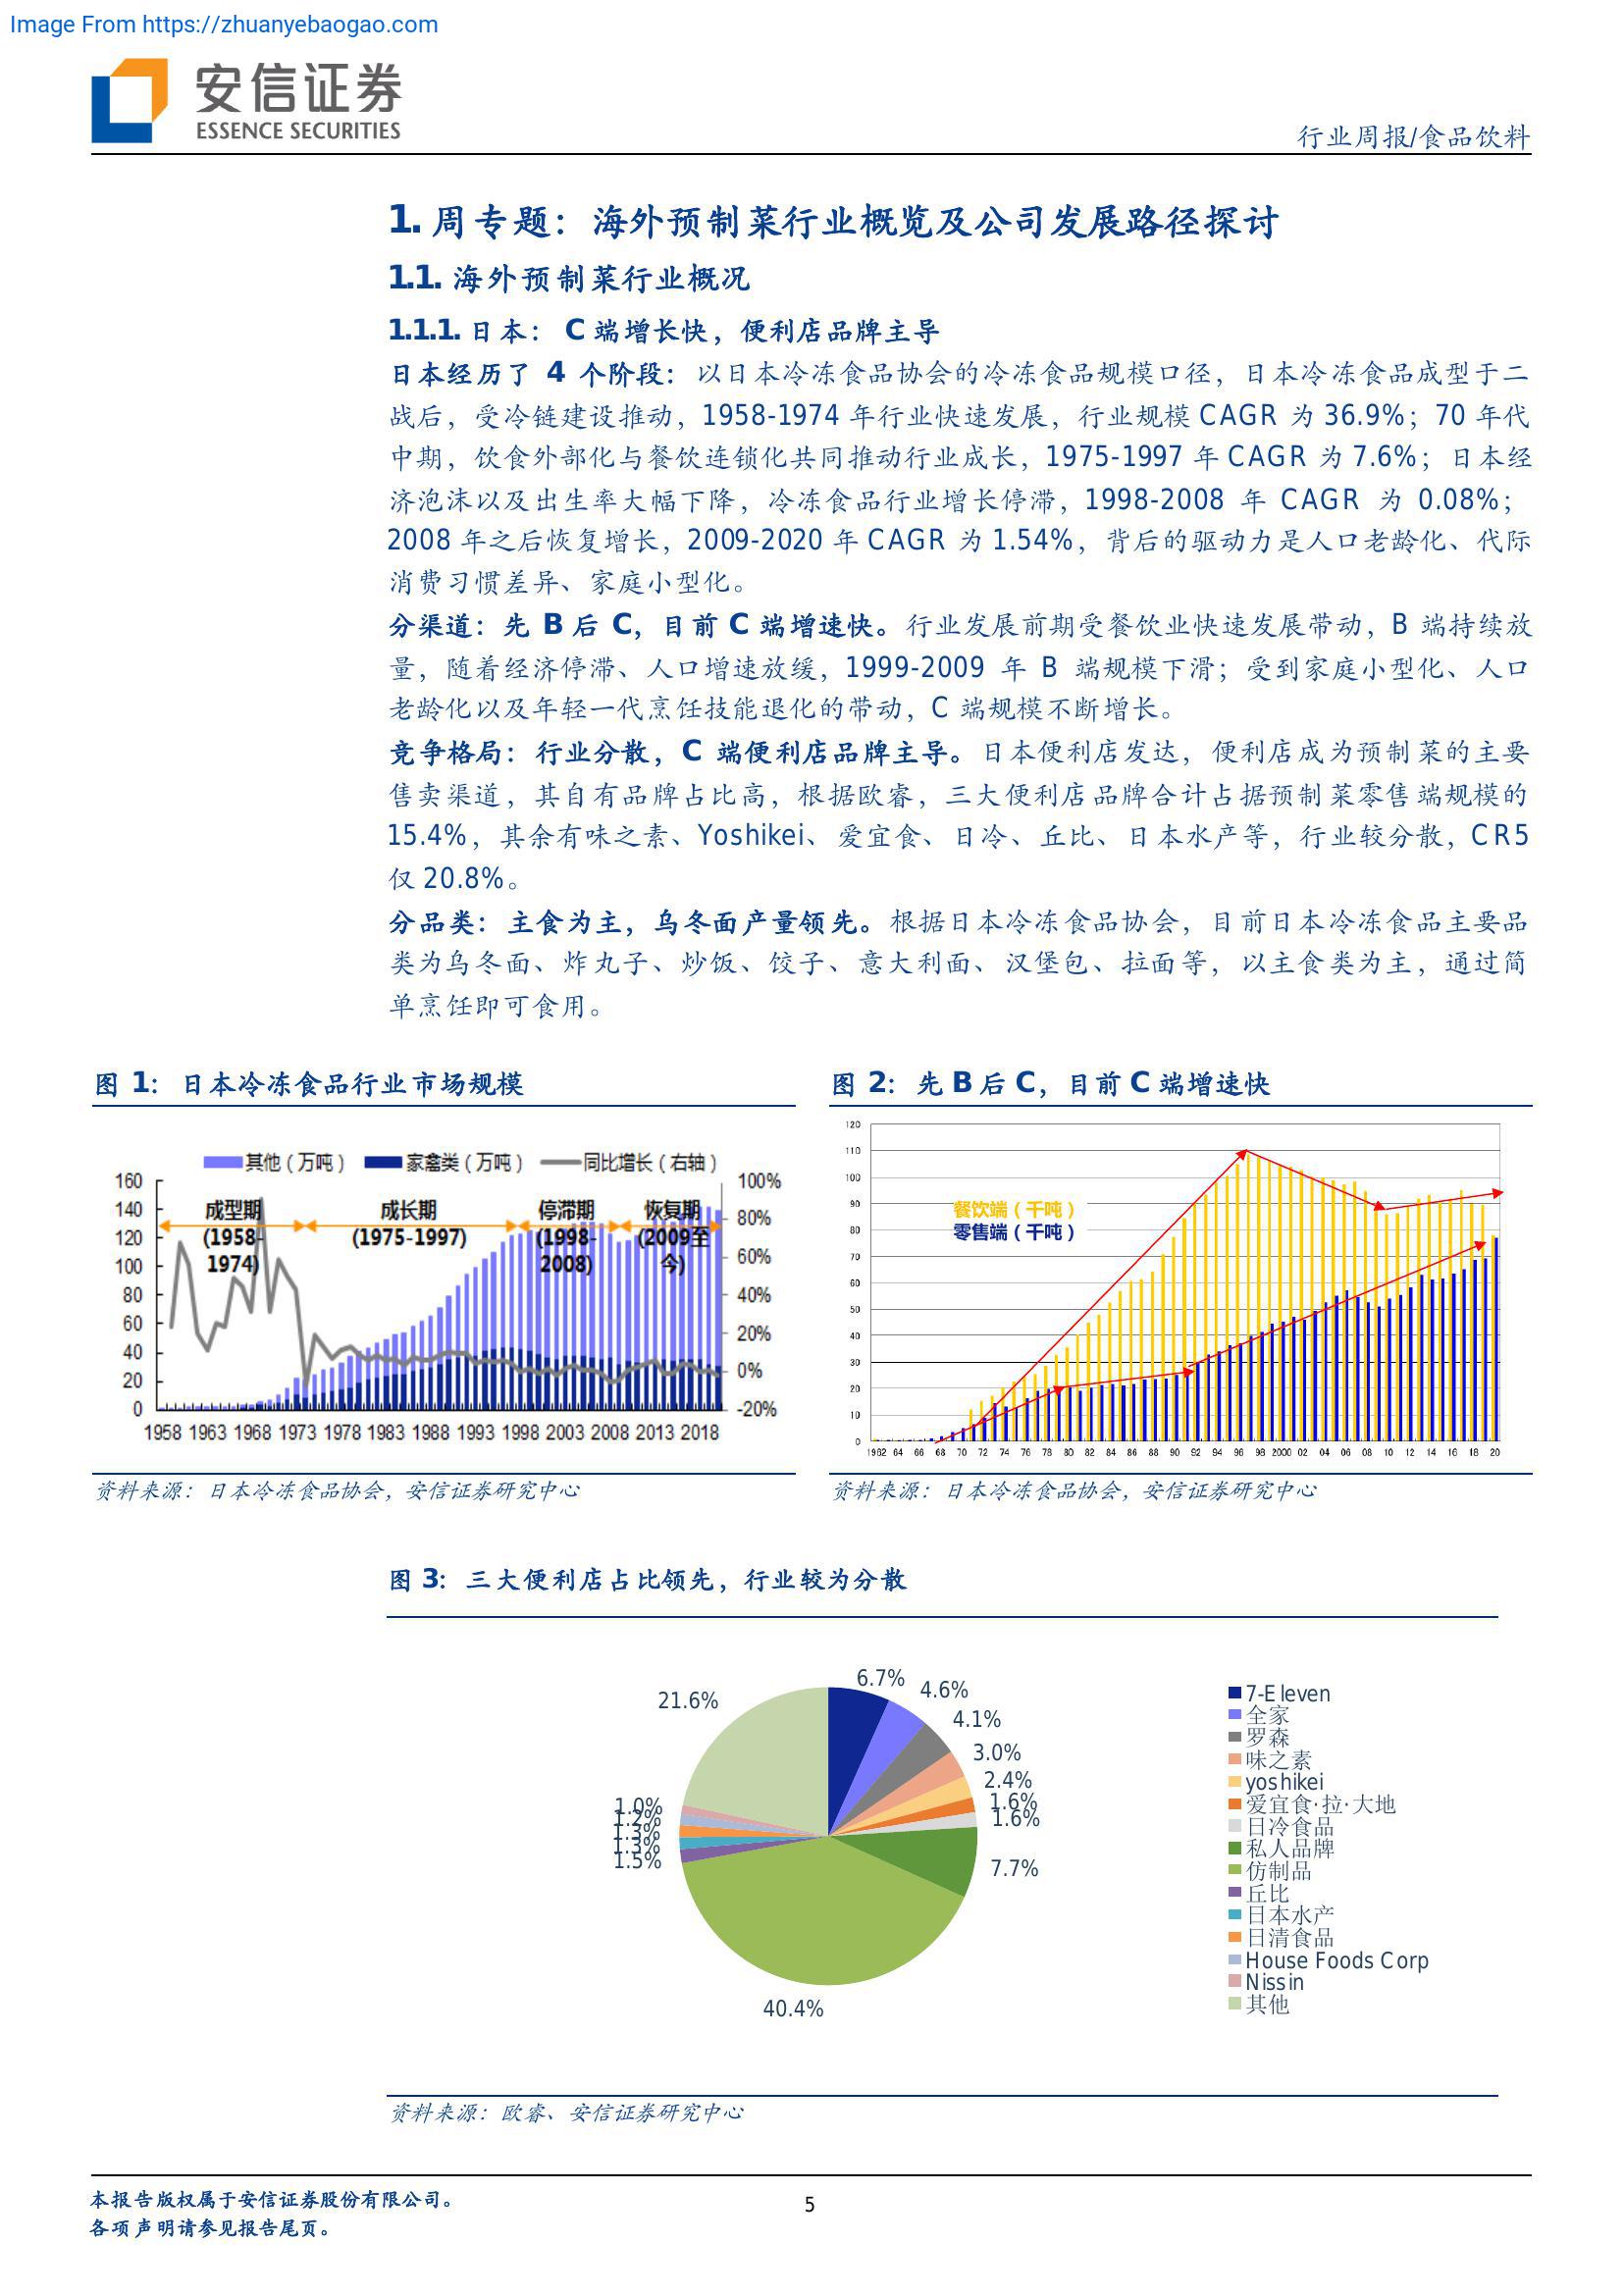 Image From https://zhuanyebaogao.com
安信证券
ESSENCE SECURITIES
行业周报/食品饮料
1. 周专题：海外预制菜行业概览及公司发展路径探讨
1.1. 海外预制菜行业概况
1.1.1. 日本： C 端增长快，便利店品牌主导
日本经历了 4 个阶段：以日本冷冻食品协会的冷冻食品规模口径，日本冷冻食品成型于二
战后，受冷链建设推动，1958-1974 年行业快速发展，行业规模 CAGR 为 36.9%；70 年代
中期，饮食外部化与餐饮连锁化共同推动行业成长，1975-1997 年 CAGR 为 7.6%；日本经
济泡沫以及出生率大幅下降，冷冻食品行业增长停滞，1998-2008 年 CAGR 为 0.08%；
2008 年之后恢复增长，2009-2020 年 CAGR 为 1.54%，背后的驱动力是人口老龄化、代际
消费习惯差异、家庭小型化。
分渠道：先 B 后 C，目前 C 端增速快。行业发展前期受餐饮业快速发展带动，B 端持续放
量，随着经济停滞、人口增速放缓，1999-2009 年 B 端规模下滑；受到家庭小型化、人口
老龄化以及年轻一代烹饪技能退化的带动，C 端规模不断增长。
竞争格局：行业分散，C 端便利店品牌主导。日本便利店发达，便利店成为预制菜的主要
售卖渠道，其自有品牌占比高，根据欧睿，三大便利店品牌合计占据预制菜零售端规模的
15.4%，其余有味之素、Yoshikei、爱宜食、日冷、丘比、日本水产等，行业较分散，CR5
仅 20.8%。
分品类：主食为主，乌冬面产量领先。根据日本冷冻食品协会，目前日本冷冻食品主要品
类为乌冬面、炸丸子、炒饭、饺子、意大利面、汉堡包、拉面等，以主食类为主，通过简
单烹饪即可食用。
图 1：日本冷冻食品行业市场规模
其他（万吨） 家禽类（万吨） 同比增长（右轴）
160 140 120 100 80 60 40 20 0
100% 80% 60% 40% 20% 0% -20%
成型期
(1958-
1974)
成长期
(1975-1997)
停滞期
(1998-
2008)
恢复期
(2009至
今)
1958 1963 1968 1973 1978 1983 1988 1993 1998 2003 2008 2013 2018
资料来源：日本冷冻食品协会，安信证券研究中心
图 2：先 B 后 C，目前 C 端增速快
120 110 100 90 80 70 60 50 40 30 20 10 0
餐饮端（千吨）
零售端（千吨）
1962 64 66 68 70 72 74 76 78 80 82 84 86 88 90 92 94 96 98 2000 02 04 06 08 10 12 14 16 18 20
资料来源：日本冷冻食品协会，安信证券研究中心
图 3：三大便利店占比领先，行业较为分散
6.7%
4.6%
4.1%
3.0%
2.4%
1.6%
1.6%
7.7%
40.4%
1.5%
1.3%
1.3%
1.2%
1.0%
21.6%
7-Eleven
全家
罗森
味之素
yoshikei
爱宜食·拉·大地
日冷食品
私人品牌
仿制品
丘比
日本水产
日清食品
House Foods Corp
Nissin
其他
资料来源：欧睿、安信证券研究中心
本报告版权属于安信证券股份有限公司。
各项声明请参见报告尾页。
5